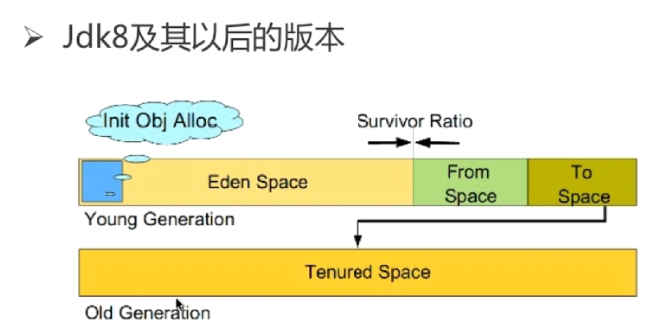 ➤ Jdk8及其以后的版本
Init Obj Alloc
Survivor Ratio
Eden Space
From
Space
To
Space
Young Generation
Tenured Space
Old Generation